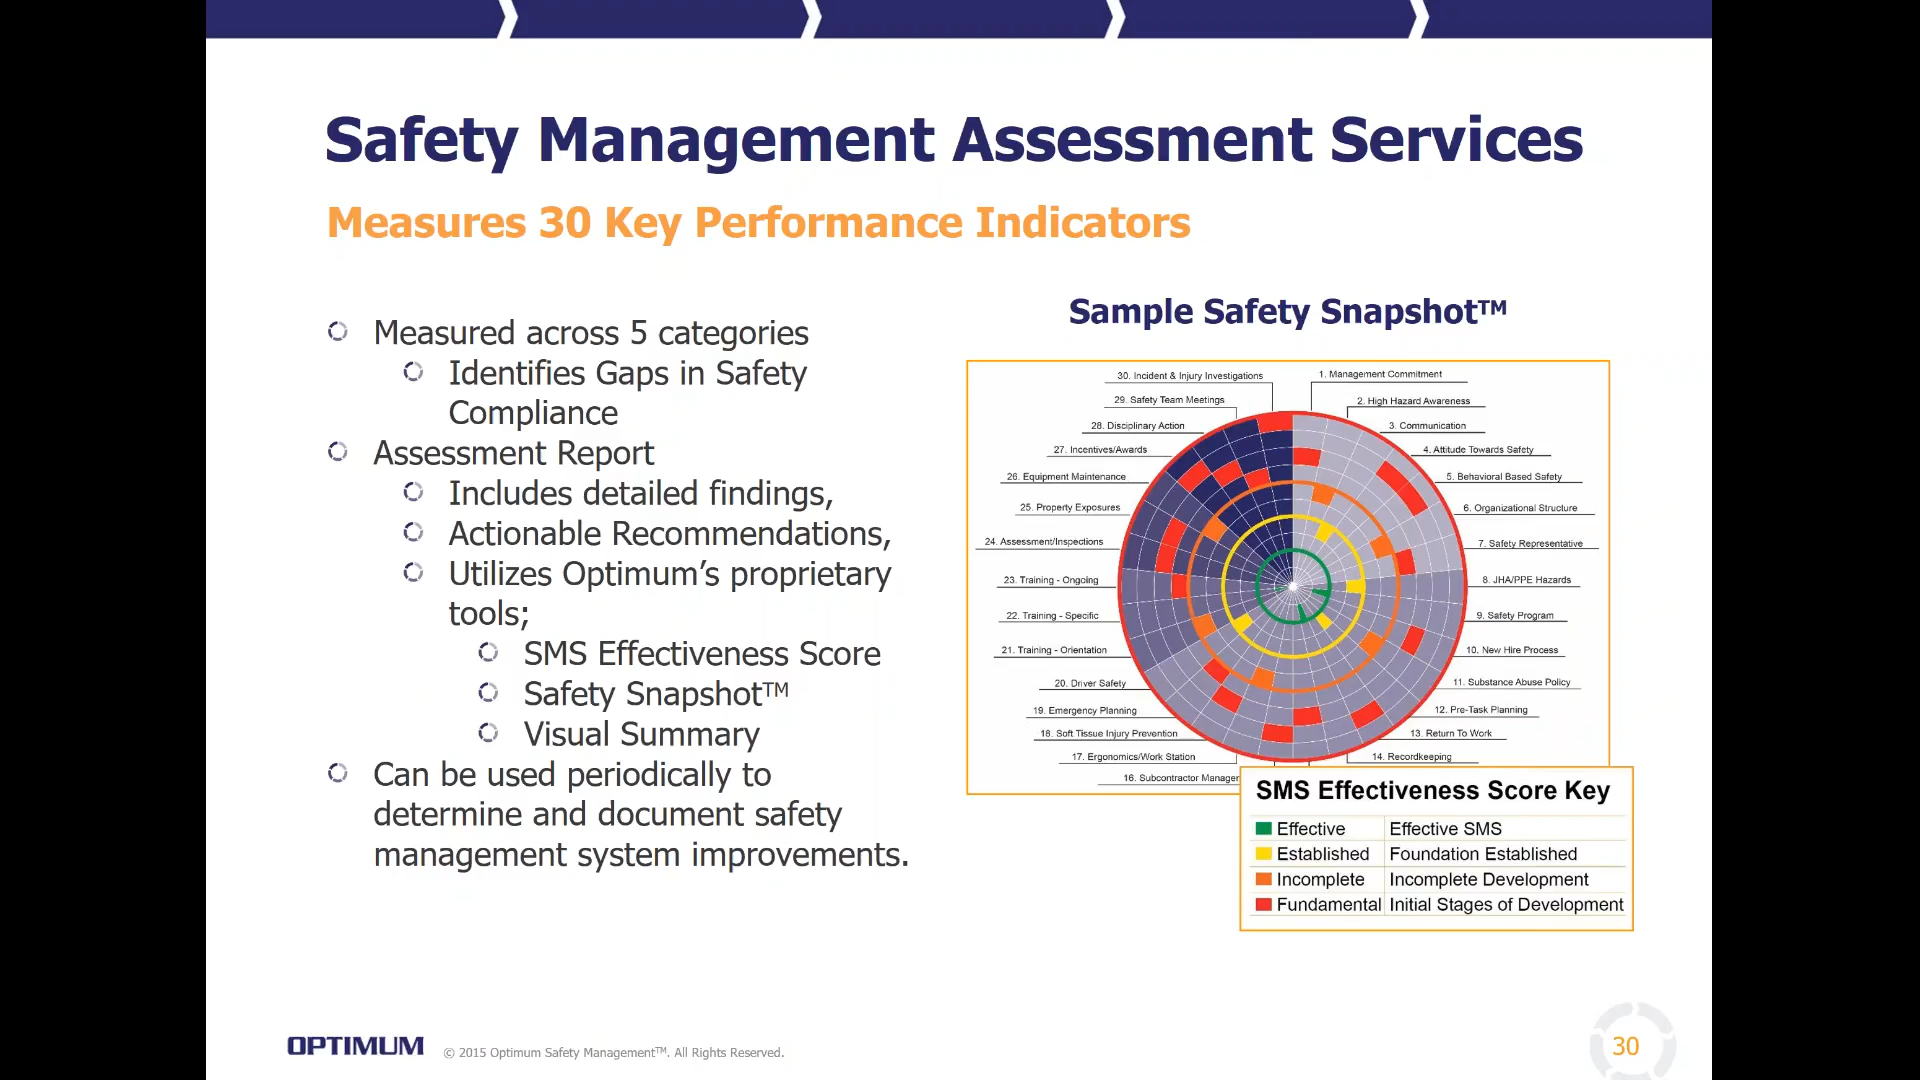 Safety Management Assessment Services
Measures 30 Key Performance Indicators
Measured across 5 categories
Identifies Gaps in Safety
Compliance
Assessment Report
Includes detailed findings,
Actionable Recommendations,
Utilizes Optimum’s proprietary
tools;
SMS Effectiveness Score
Safety Snapshot™
Visual Summary
Can be used periodically to
determine and document safety
management system improvements.
Sample Safety Snapshot™
1. Management Commitment
2. High Hazard Awareness
3. Communication
4. Attitude Towards Safety
5. Behavioral Based Safety
6. Organizational Structure
7. Safety Representative
8. JHA/PPE Hazards
9. Safety Program
10. New Hire Process
11. Substance Abuse Policy
12. Pre-Task Planning
13. Return To Work
14. Recordkeeping
16. Subcontractor Manager
17. Ergonomics/Work Station
18. Soft Tissue Injury Prevention
19. Emergency Planning
20. Driver Safety
21. Training - Orientation
22. Training - Specific
23. Training - Ongoing
24. Assessment/Inspections
25. Property Exposures
26. Equipment Maintenance
27. Incentives/Awards
28. Disciplinary Action
29. Safety Team Meetings
30. Incident & Injury Investigations
SMS Effectiveness Score Key
Effective Effective SMS
Established Foundation Established
Incomplete Incomplete Development
Fundamental Initial Stages of Development
OPTIMUM © 2015 Optimum Safety Management™. All Rights Reserved.
30